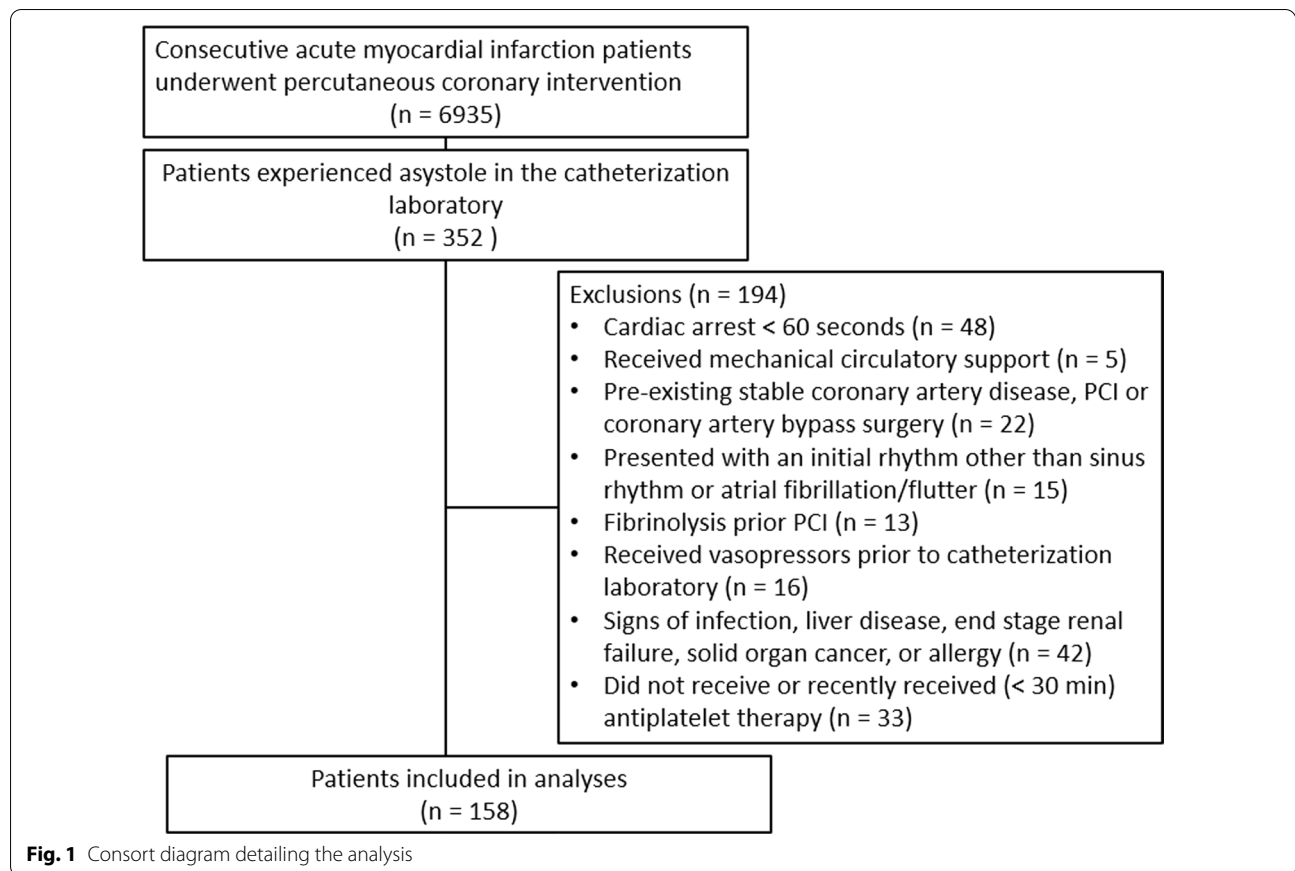 Consecutive acute myocardial infarction patients
underwent percutaneous coronary intervention
(n = 6935)
Patients experienced asystole in the catheterization
laboratory
(n = 352 )
Exclusions (n = 194)
• Cardiac arrest < 60 seconds (n = 48)
• Received mechanical circulatory support (n = 5)
• Pre-existing stable coronary artery disease, PCI or
coronary artery bypass surgery (n = 22)
• Presented with an initial rhythm other than sinus
rhythm or atrial fibrillation/flutter (n = 15)
• Fibrinolysis prior PCI (n = 13)
• Received vasopressors prior to catheterization
laboratory (n = 16)
• Signs of infection, liver disease, end stage renal
failure, solid organ cancer, or allergy (n = 42)
• Did not receive or recently received (< 30 min)
antiplatelet therapy (n = 33)
Patients included in analyses
(n = 158)
Fig. 1 Consort diagram detailing the analysis